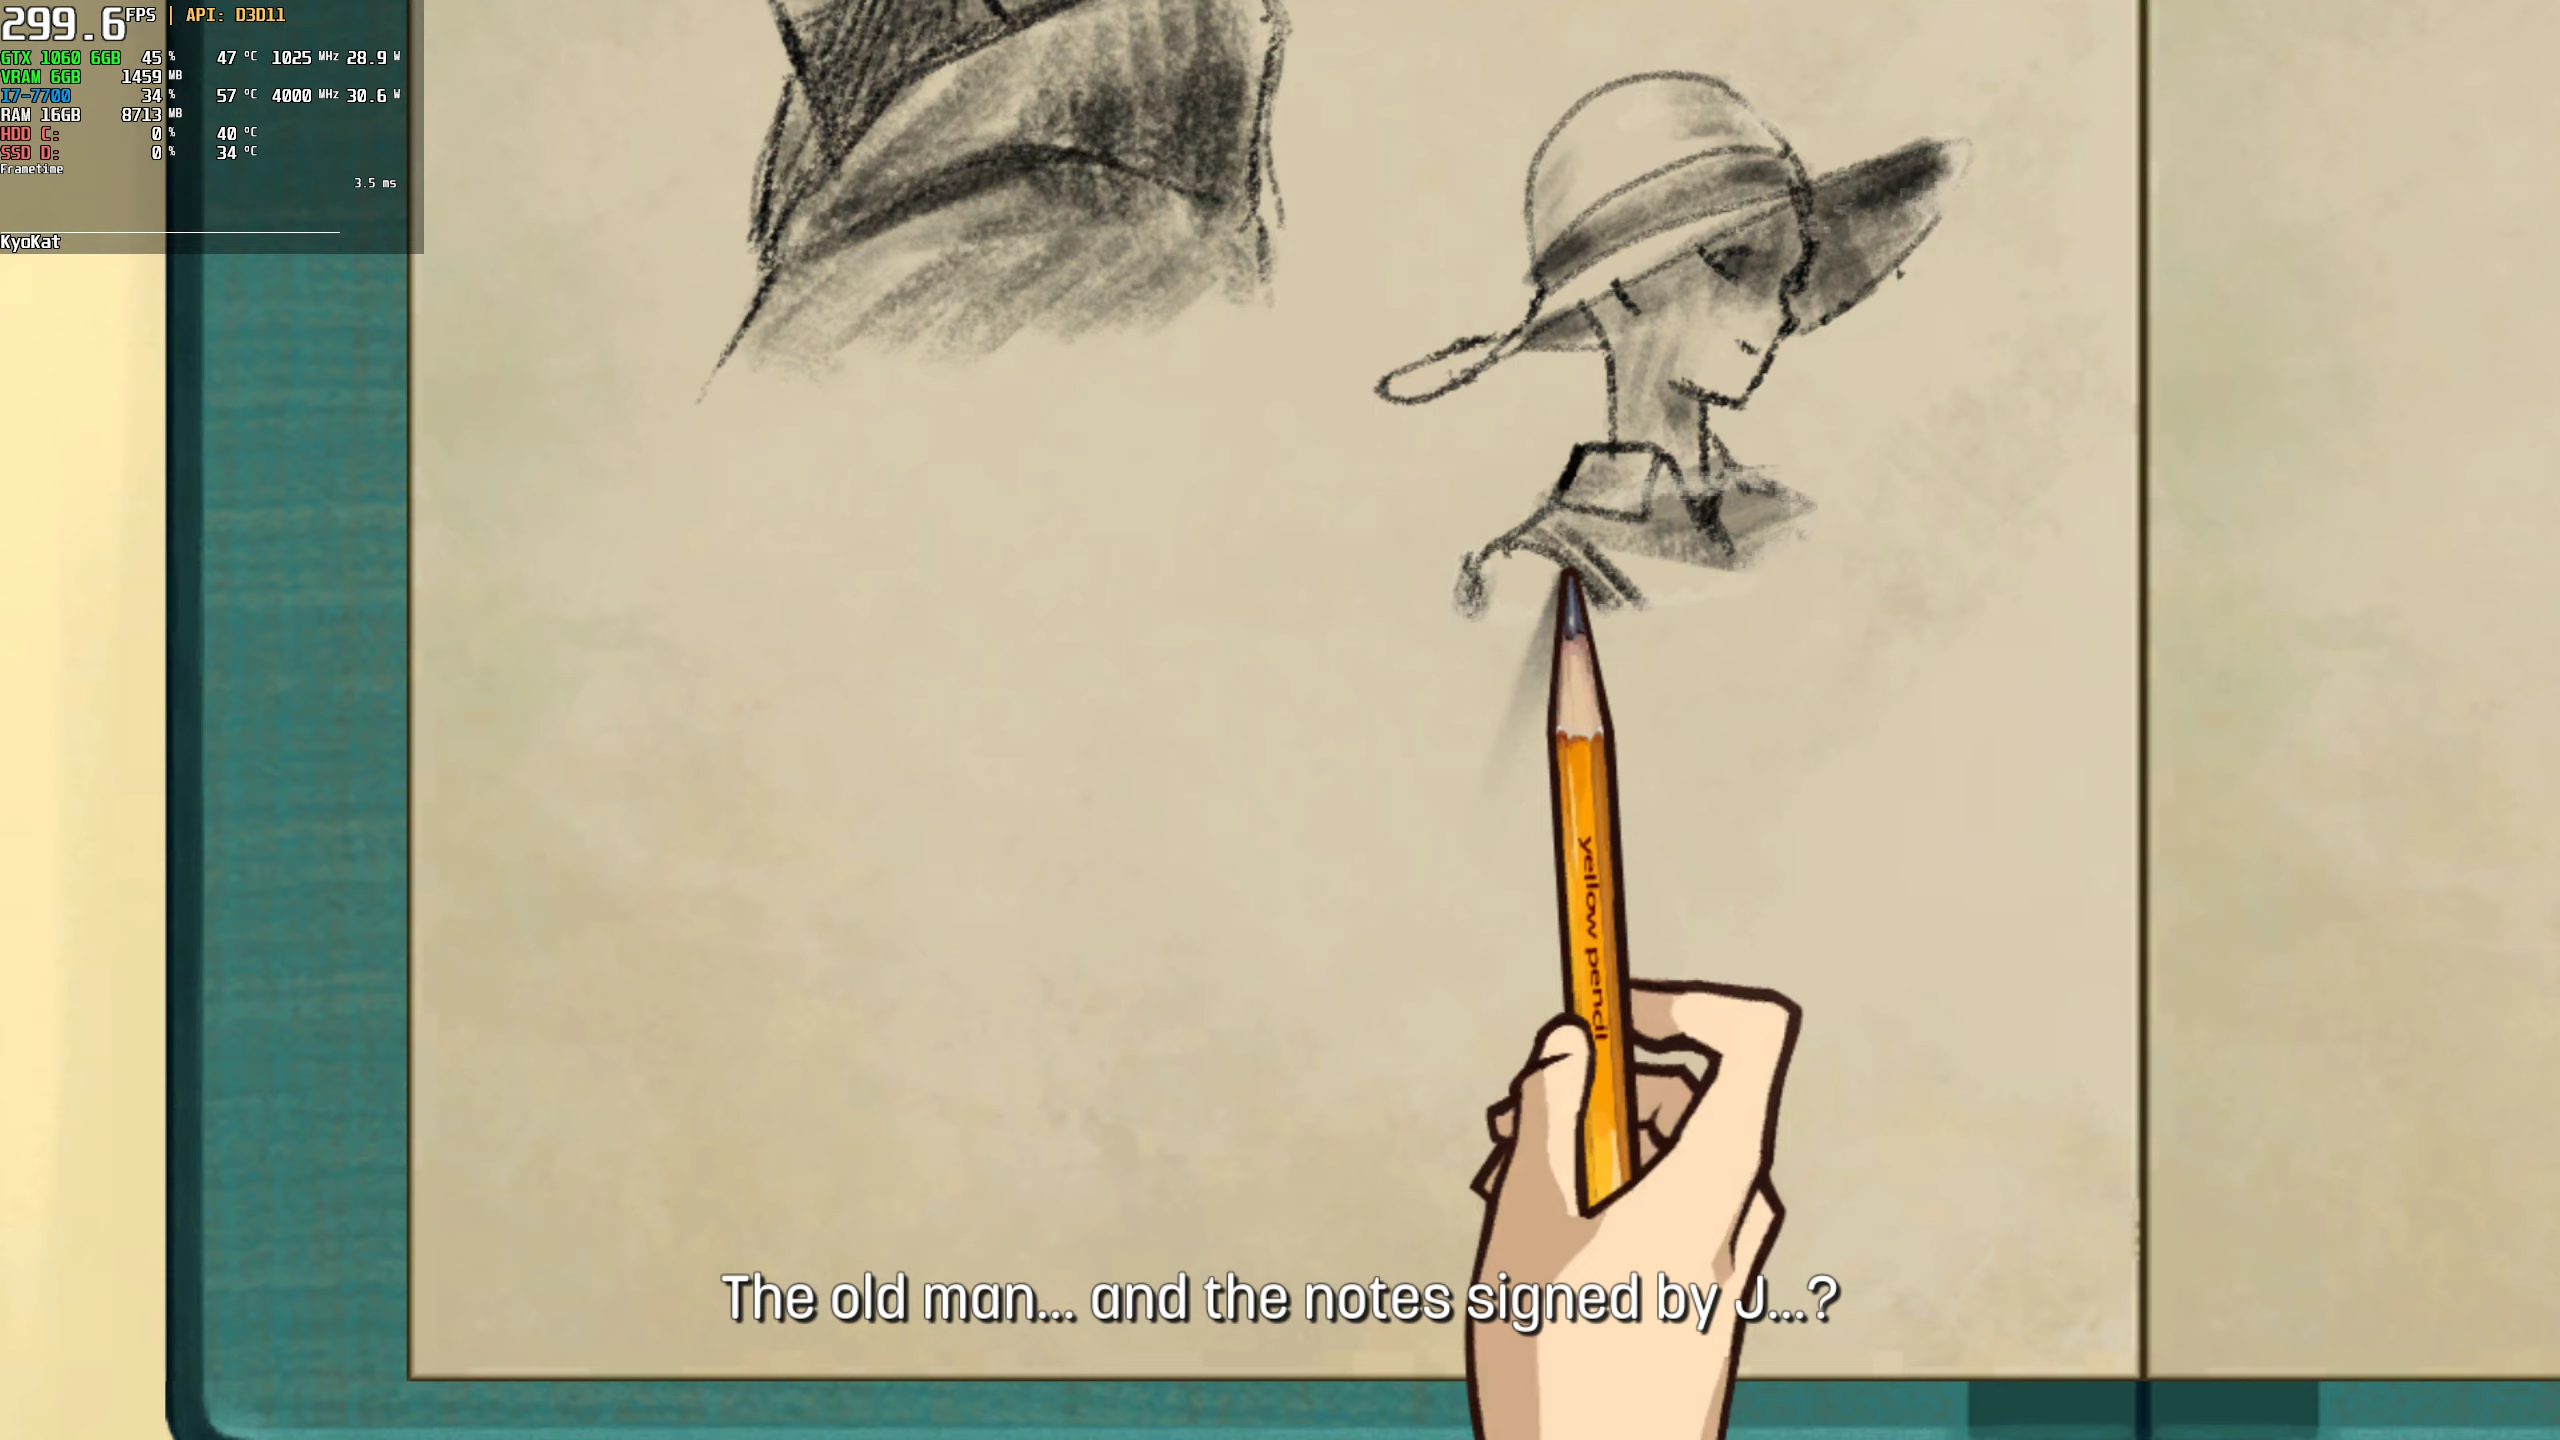 299.6 FPS | API: D3D11
GTX 1060 6GB 45 % 47 °C 1025 MHz 28.9 W
VRAM 6GB 1459 MB
I7-7700 34 % 57 °C 4000 MHz 30.6 W
RAM 16GB 8713 MB
HDD C: 0 % 40 °C
SSD D: 0 % 34 °C
Frametime
3.5 ms
KyoKat
yellow pencil
The old man... and the notes signed by J...?